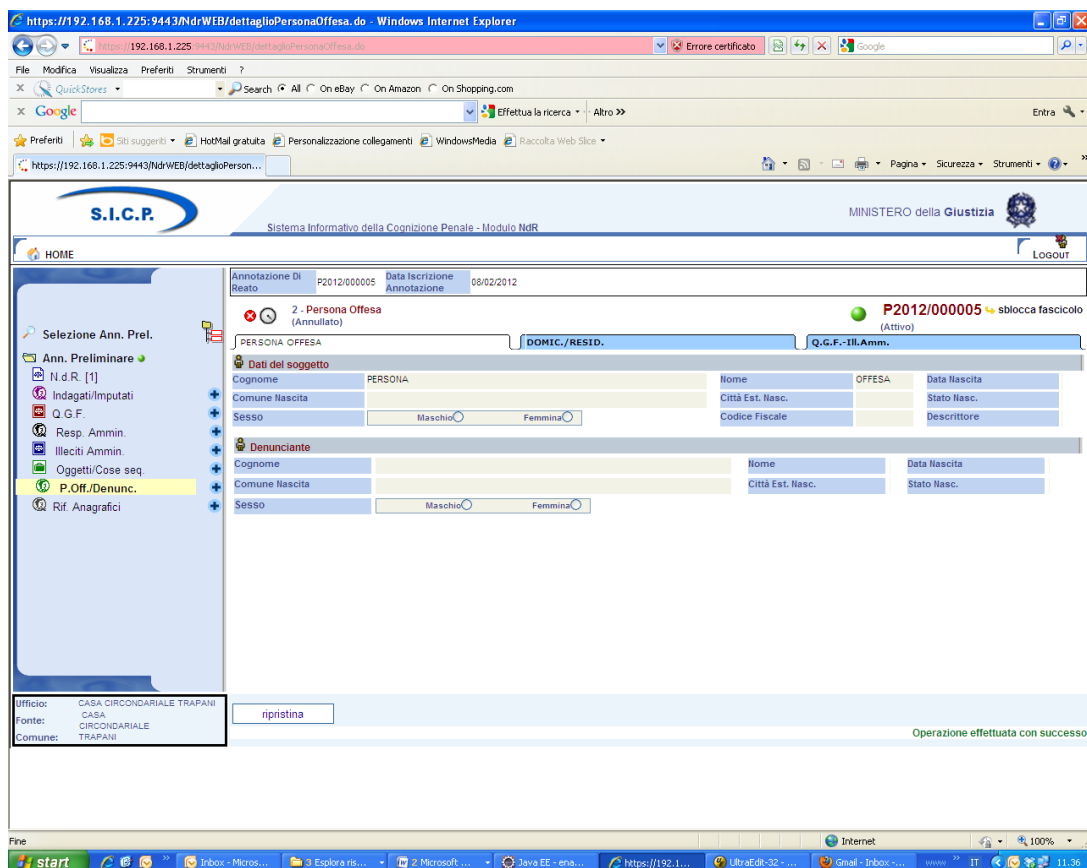 https://192.168.1.225:9443/NdrWEB/dettaglioPersonaOffesa.do - Windows Internet Explorer
https://192.168.1.225:9443/NdrWEB/dettaglioPersonaOffesa.do Errore certificato Google
File Modifica Visualizza Preferiti Strumenti ?
X QuickStores Search All On eBay On Amazon On Shopping.com
x Google Effettua la ricerca Altro >> Entra
Preferiti Siti suggeriti HotMail gratuita Personalizzazione collegamenti WindowsMedia Raccolta Web Slice
https://192.168.1.225:9443/NdrWEB/dettaglioPerson... Pagina Sicurezza Strumenti
S.I.C.P. MINISTERO della Giustizia
Sistema Informativo della Cognizione Penale - Modulo NdR
HOME LOGOUT
Annotazione Di Reato P2012/000005 Data Iscrizione Annotazione 08/02/2012
2 - Persona Offesa P2012/000005 sblocca fascicolo
(Annullato) (Attivo)
PERSONA OFFESA DOMIC./RESID. Q.G.F.-Ill.Amm.
Selezione Ann. Prel.
Ann. Preliminare
N.d.R. [1]
Indagati/Imputati
Q.G.F.
Resp. Ammin.
Illeciti Ammin.
Oggetti/Cose seq.
P.Off./Denunc.
Rif. Anagrafici
Dati del soggetto
Cognome PERSONA Nome OFFESA Data Nascita
Comune Nascita Città Est. Nasc. Stato Nasc.
Sesso Maschio Femmina Codice Fiscale Descrittore
Denunciante
Cognome Nome Data Nascita
Comune Nascita Città Est. Nasc. Stato Nasc.
Sesso Maschio Femmina
Ufficio: CASA CIRCONDARIALE TRAPANI
Fonte: CASA CIRCONDARIALE
Comune: TRAPANI
ripristina
Operazione effettuata con successo
Fine Internet 100%
start Inbox - Micros... 3 Esplora ris... 2 Microsoft ... Java EE - ena... https://192.1... UltraEdit-32 - ... Gmail - Inbox -... www IT 11.36